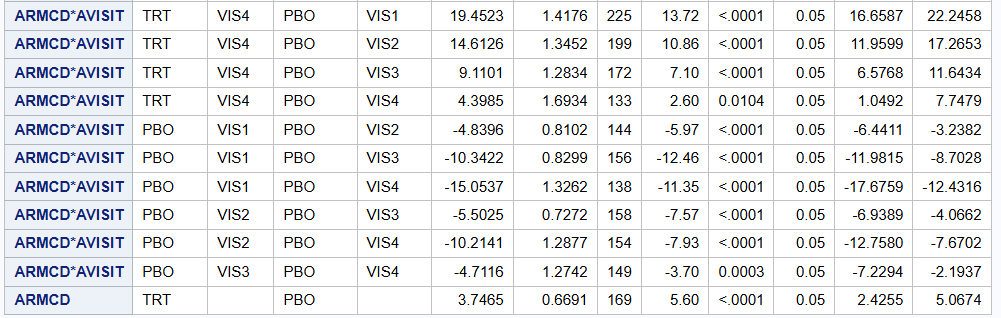 ARMCD*AVISIT TRT VIS4 PBO VIS1 19.4523 1.4176 225 13.72 <.0001 0.05 16.6587 22.2458
ARMCD*AVISIT TRT VIS4 PBO VIS2 14.6126 1.3452 199 10.86 <.0001 0.05 11.9599 17.2653
ARMCD*AVISIT TRT VIS4 PBO VIS3 9.1101 1.2834 172 7.10 <.0001 0.05 6.5768 11.6434
ARMCD*AVISIT TRT VIS4 PBO VIS4 4.3985 1.6934 133 2.60 0.0104 0.05 1.0492 7.7479
ARMCD*AVISIT PBO VIS1 PBO VIS2 -4.8396 0.8102 144 -5.97 <.0001 0.05 -6.4411 -3.2382
ARMCD*AVISIT PBO VIS1 PBO VIS3 -10.3422 0.8299 156 -12.46 <.0001 0.05 -11.9815 -8.7028
ARMCD*AVISIT PBO VIS1 PBO VIS4 -15.0537 1.3262 138 -11.35 <.0001 0.05 -17.6759 -12.4316
ARMCD*AVISIT PBO VIS2 PBO VIS3 -5.5025 0.7272 158 -7.57 <.0001 0.05 -6.9389 -4.0662
ARMCD*AVISIT PBO VIS2 PBO VIS4 -10.2141 1.2877 154 -7.93 <.0001 0.05 -12.7580 -7.6702
ARMCD*AVISIT PBO VIS3 PBO VIS4 -4.7116 1.2742 149 -3.70 0.0003 0.05 -7.2294 -2.1937
ARMCD TRT PBO 3.7465 0.6691 169 5.60 <.0001 0.05 2.4255 5.0674